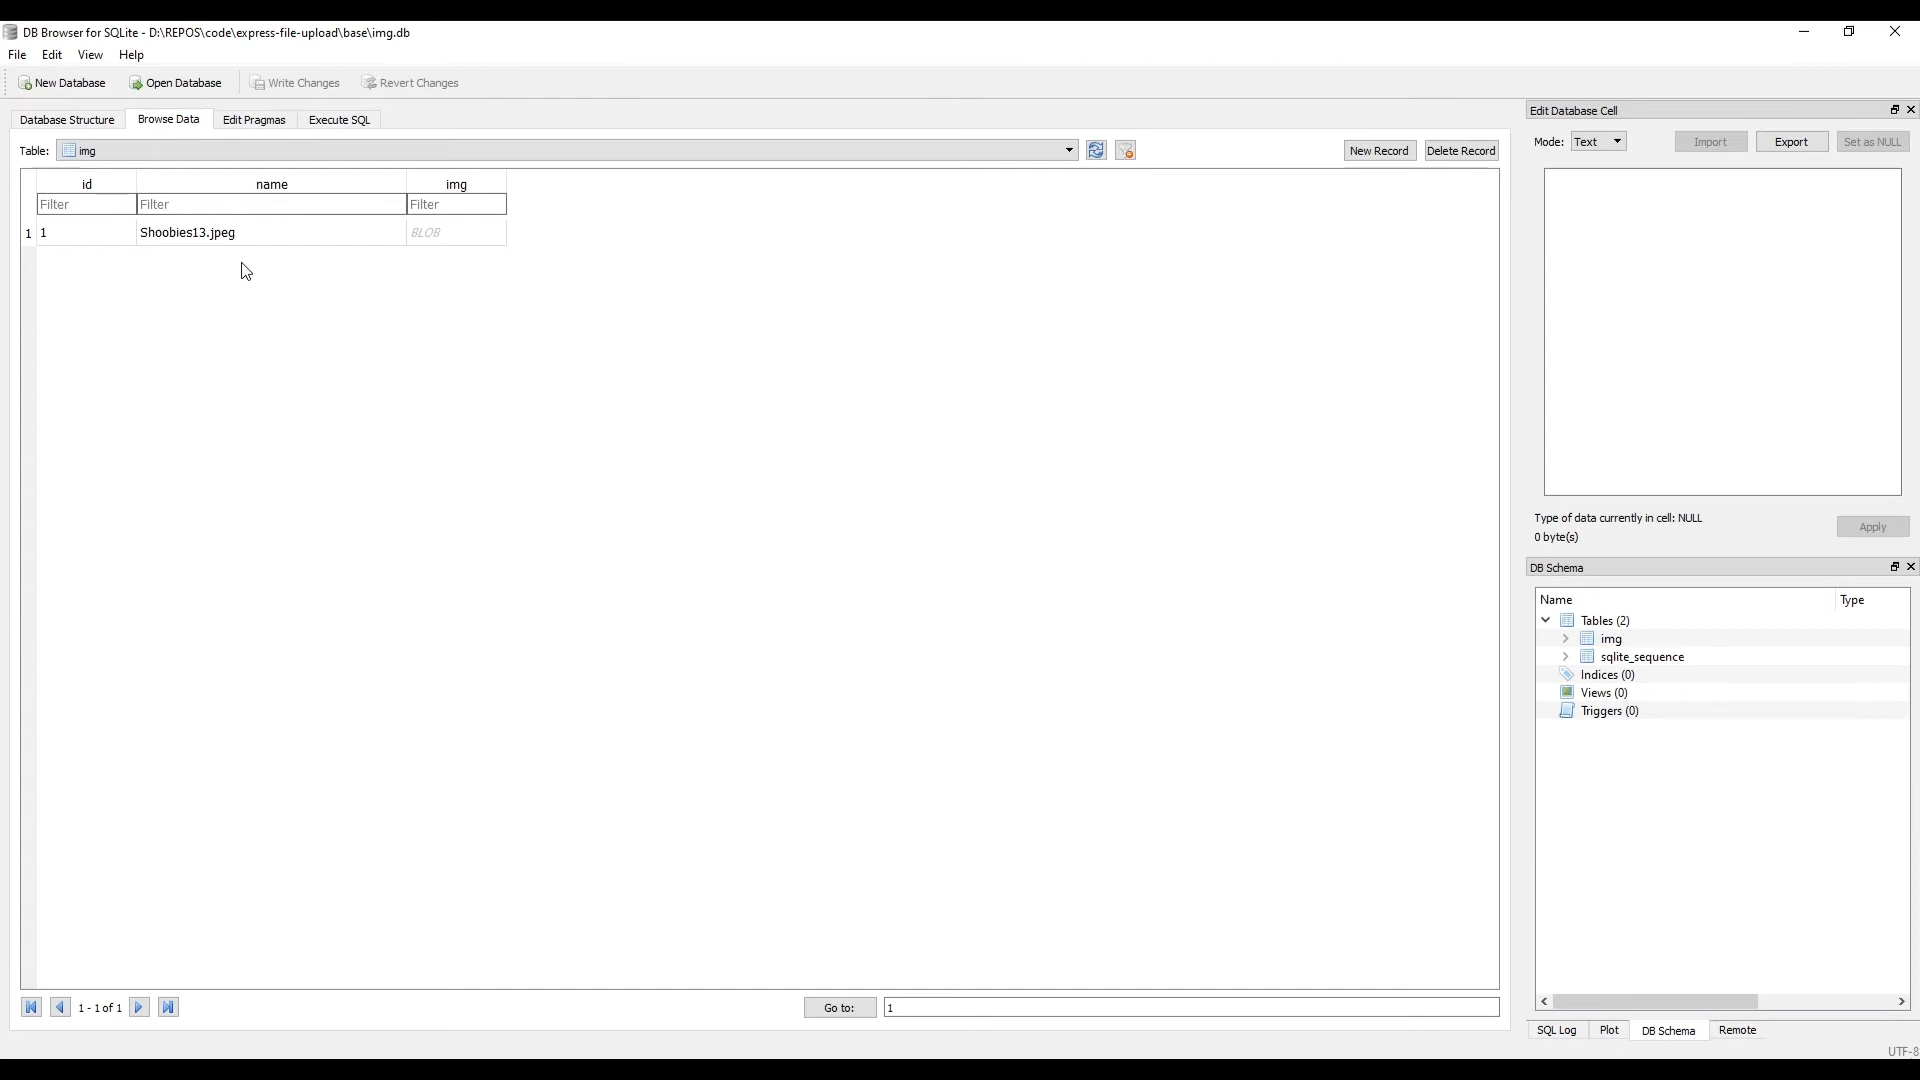 DB Browser for SQLite - D:\REPOS\code\express-file-upload\base\img.db
File Edit View Help
New Database Open Database Write Changes Revert Changes
Database Structure Browse Data Edit Pragmas Execute SQL
Table: img New Record Delete Record
id name img
Filter Filter Filter
1 1 Shoobies13.jpeg BLOB
1 - 1 of 1 Go to: 1
Edit Database Cell
Mode: Text Import Export Set as NULL
Type of data currently in cell: NULL
0 byte(s)
Apply
DB Schema
Name Type
Tables (2)
img
sqlite_sequence
Indices (0)
Views (0)
Triggers (0)
SQL Log Plot DB Schema Remote
UTF-8